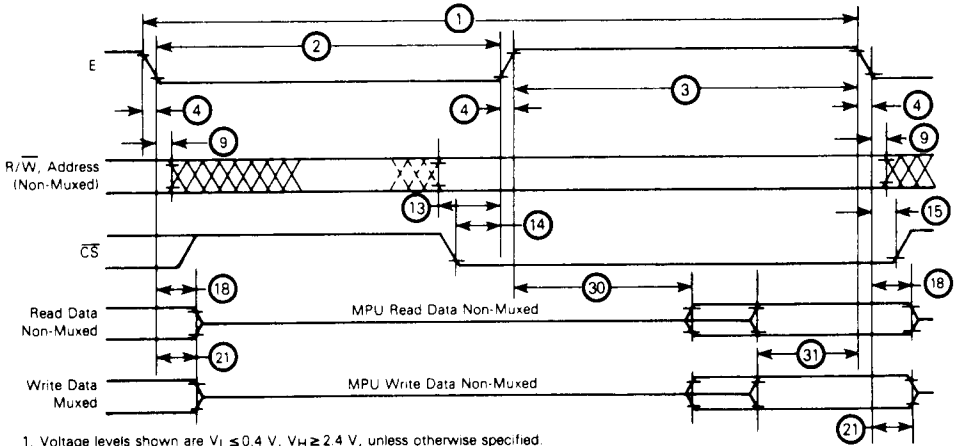 1
2
E
3
4
4
4
9
9
R/W̅, Address
(Non-Muxed)
13
14
15
C̅S̅
18
30
18
Read Data
Non-Muxed
MPU Read Data Non-Muxed
21
31
Write Data
Muxed
MPU Write Data Non-Muxed
21
1. Voltage levels shown are VL ≤ 0.4 V, VH ≥ 2.4 V, unless otherwise specified.